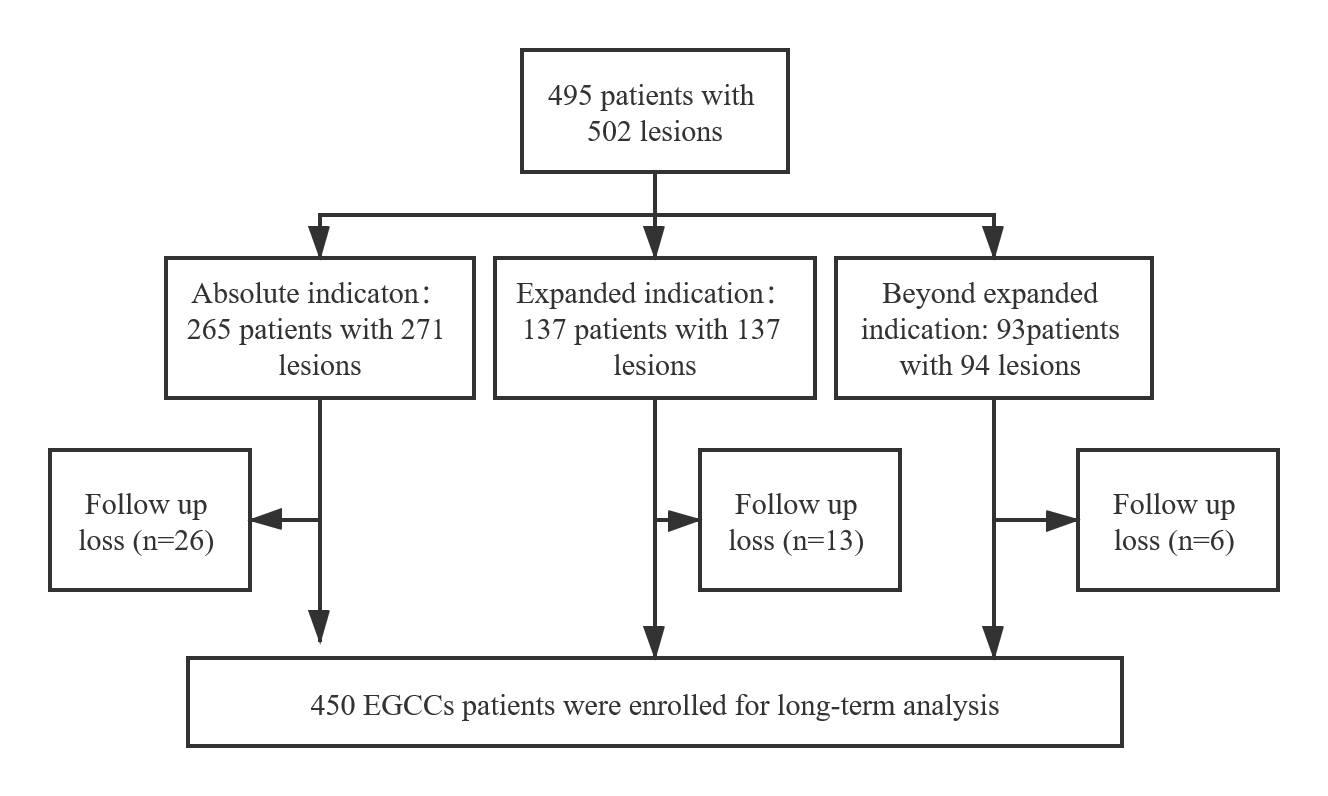 495 patients with
502 lesions
Absolute indicaton：
265 patients with 271
lesions
Expanded indication：
137 patients with 137
lesions
Beyond expanded
indication: 93patients
with 94 lesions
Follow up
loss (n=26)
Follow up
loss (n=13)
Follow up
loss (n=6)
450 EGCCs patients were enrolled for long-term analysis